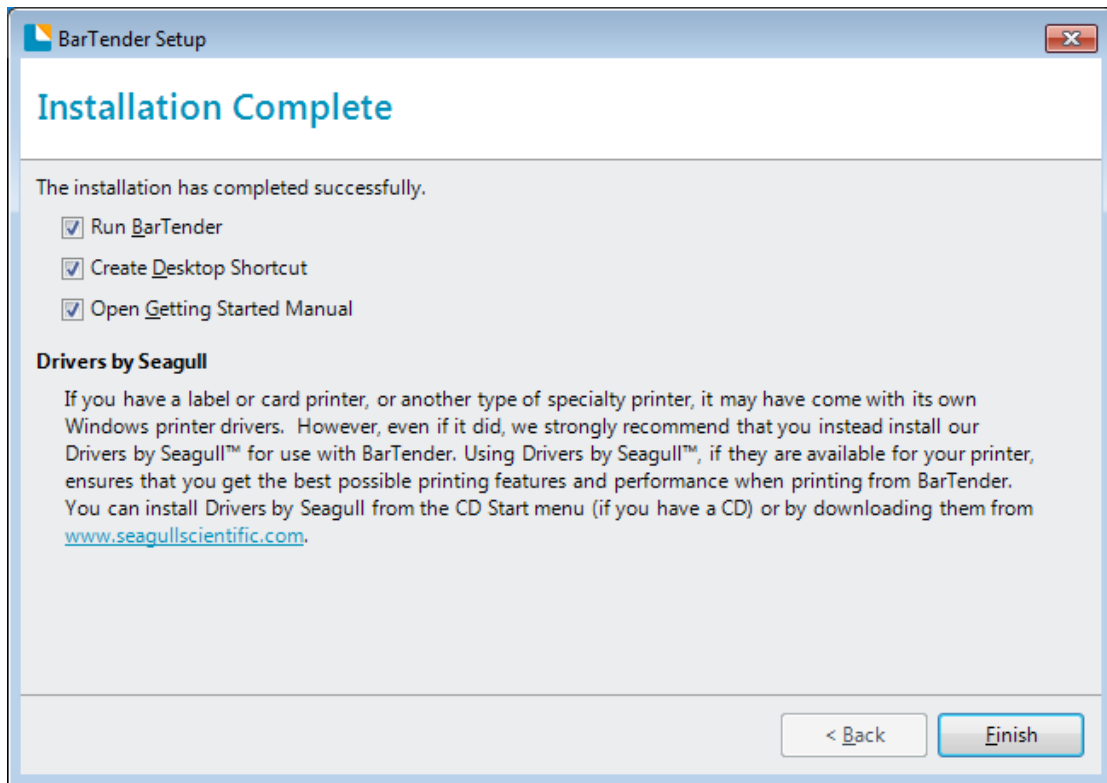 BarTender Setup
Installation Complete
The installation has completed successfully.
Run BarTender
Create Desktop Shortcut
Open Getting Started Manual
Drivers by Seagull
If you have a label or card printer, or another type of specialty printer, it may have come with its own
Windows printer drivers.  However, even if it did, we strongly recommend that you instead install our
Drivers by Seagull™ for use with BarTender. Using Drivers by Seagull™, if they are available for your printer,
ensures that you get the best possible printing features and performance when printing from BarTender.
You can install Drivers by Seagull from the CD Start menu (if you have a CD) or by downloading them from
www.seagullscientific.com.
< Back
Finish